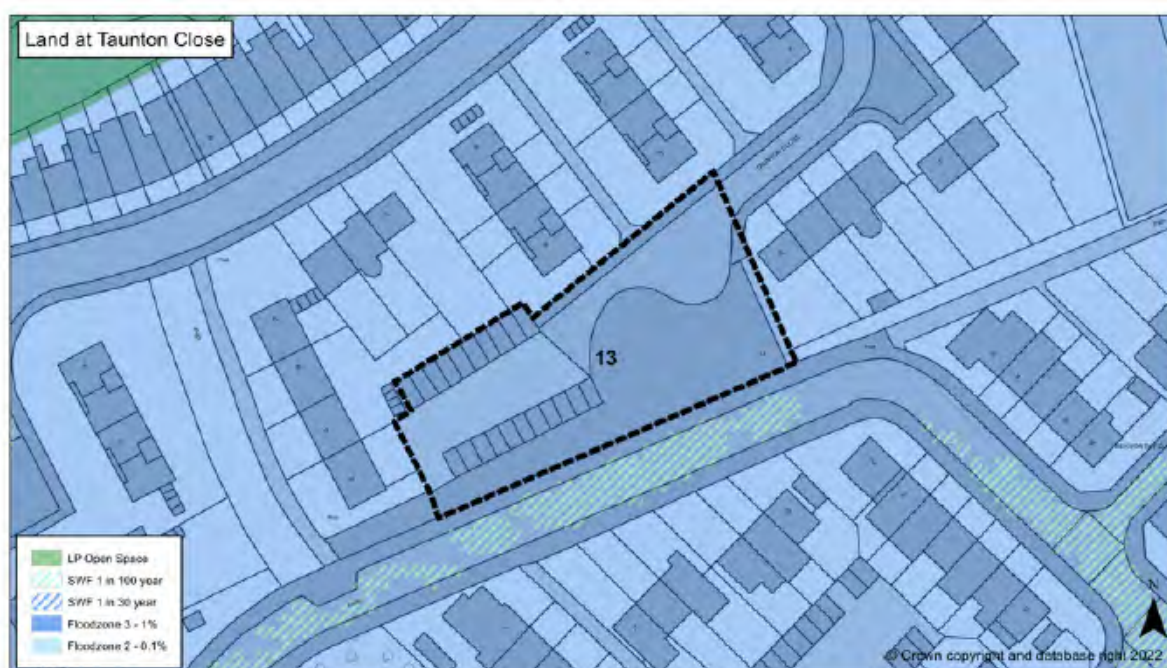 Land at Taunton Close
13
LP Open Space
SWF 1 in 100 year
SWF 1 in 30 year
Floodzone 3 - 1%
Floodzone 2 - 0.1%
N
© Crown copyright and database right 2022